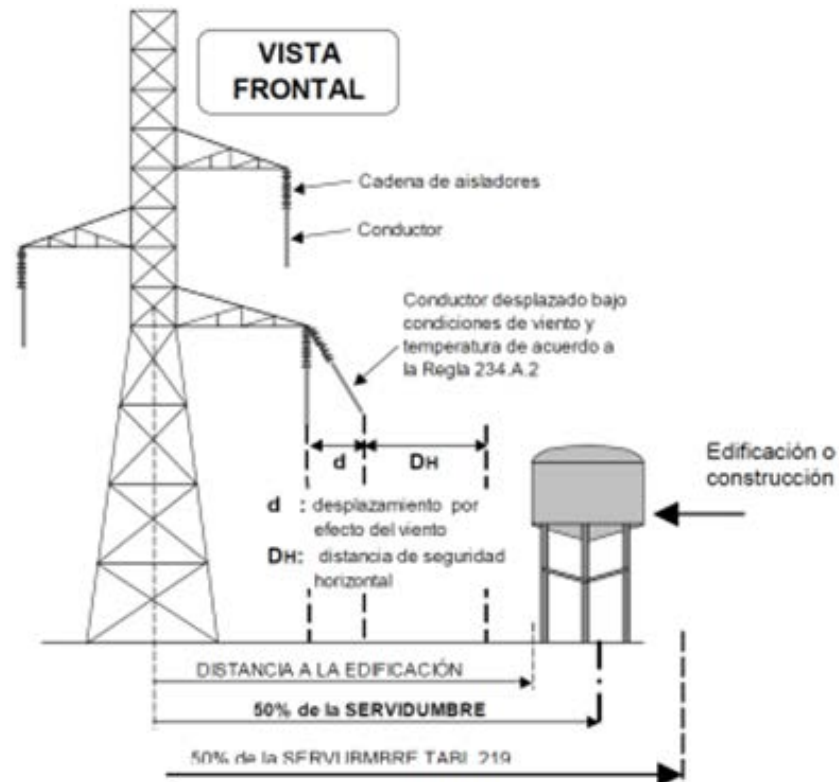 VISTA
FRONTAL
Cadena de aisladores
Conductor
Conductor desplazado bajo
condiciones de viento y
temperatura de acuerdo a
la Regla 234.A.2
d
DH
Edificación o
construcción
d : desplazamiento por
efecto del viento
DH: distancia de seguridad
horizontal
DISTANCIA A LA EDIFICACIÓN
50% de la SERVIDUMBRE
50% de la 219